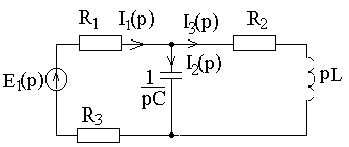 R1 I1(p) I3(p) R2
I2(p)
E1(p) 1/pC pL
R3